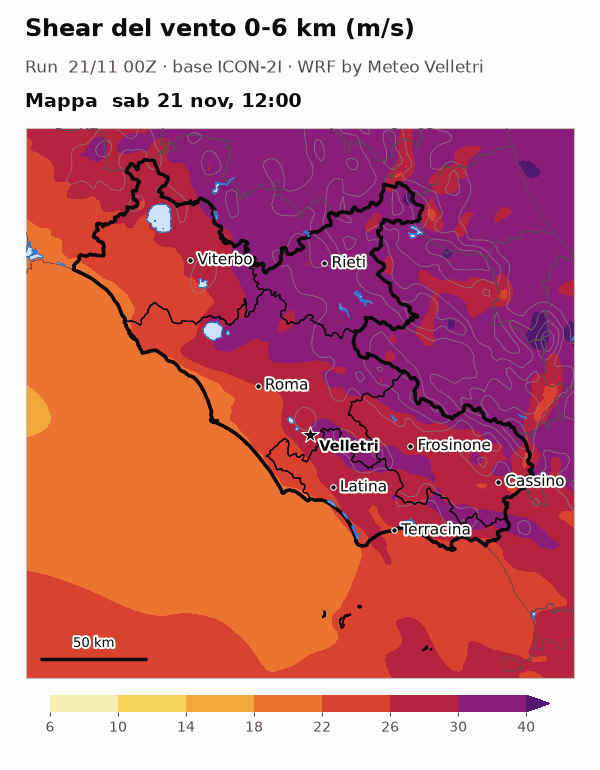 Shear del vento 0-6 km (m/s)
Run  21/11 00Z · base ICON-2I · WRF by Meteo Velletri
Mappa  sab 21 nov, 12:00
Viterbo
Rieti
Roma
Velletri
Frosinone
Cassino
Latina
Terracina
50 km
6 10 14 18 22 26 30 40